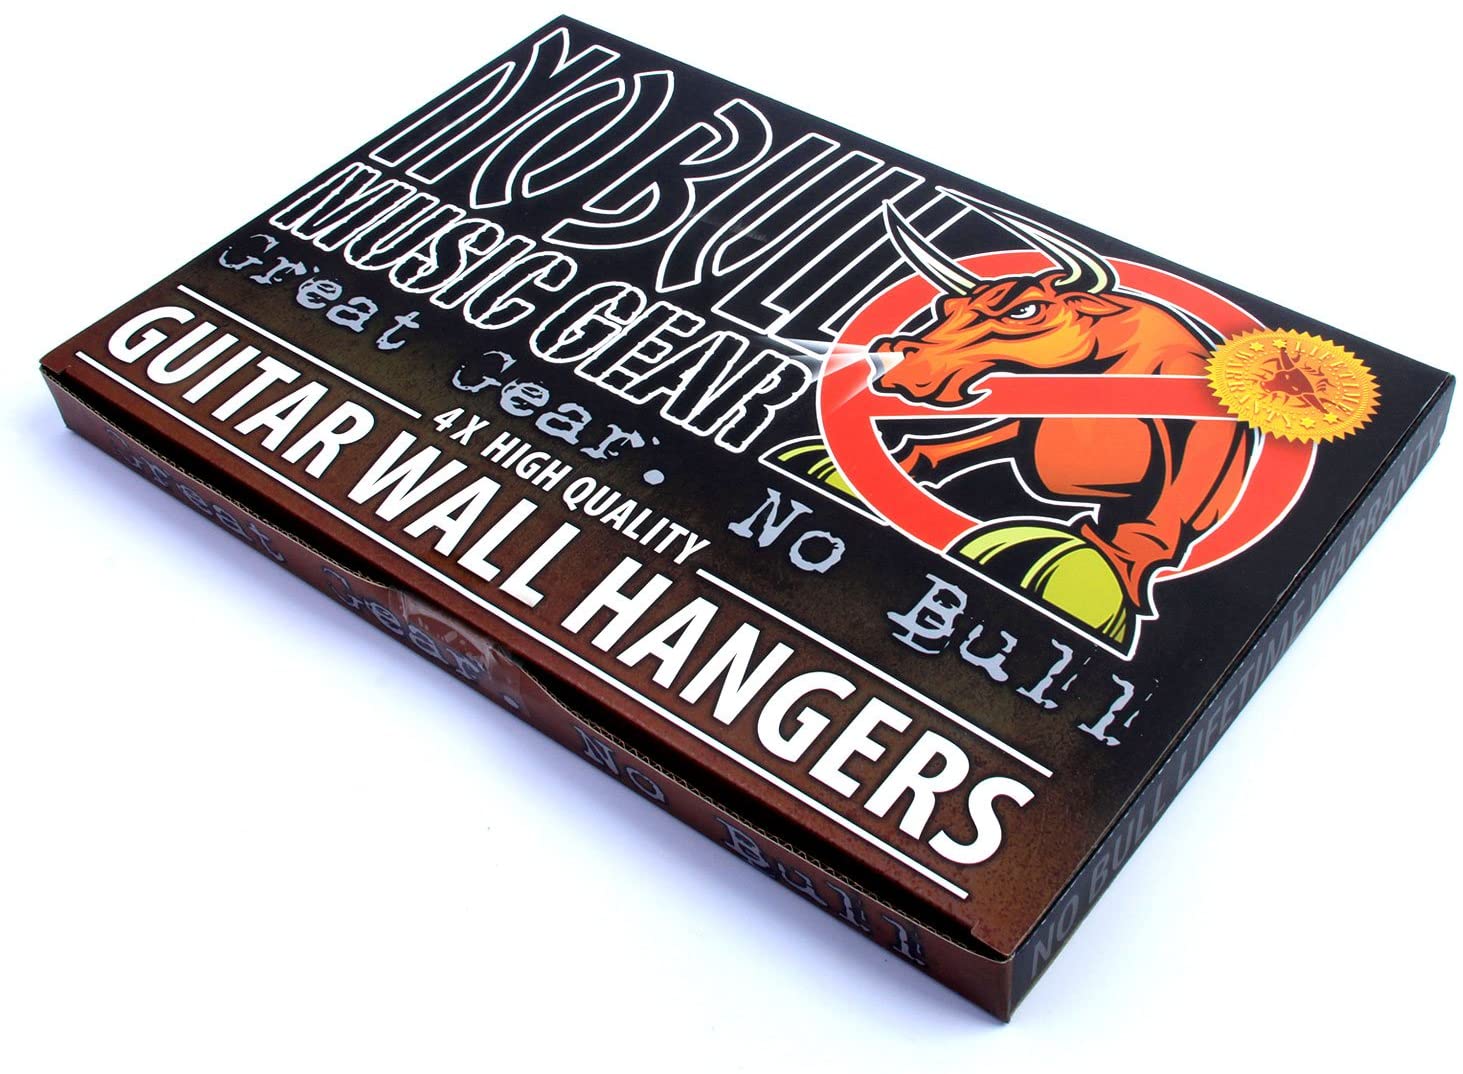 NO BULL
MUSIC GEAR
Great Gear. No Bull
4X HIGH QUALITY
GUITAR WALL HANGERS
LIFETIME
Great Gear. No Bull
NO BULL LIFETIME WARRANTY